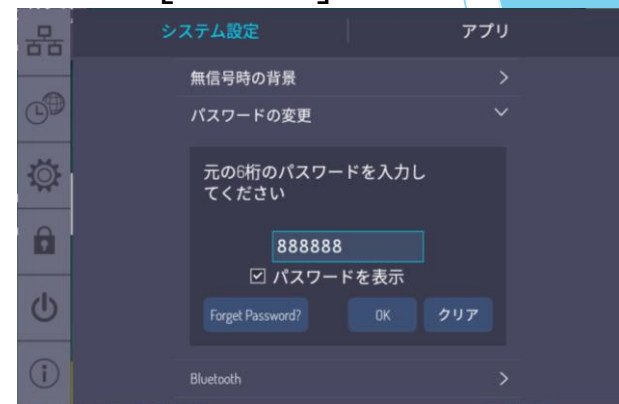 システム設定
アプリ
無信号時の背景
パスワードの変更
元の6桁のパスワードを入力し
てください
888888
パスワードを表示
Forget Password?
OK
クリア
Bluetooth